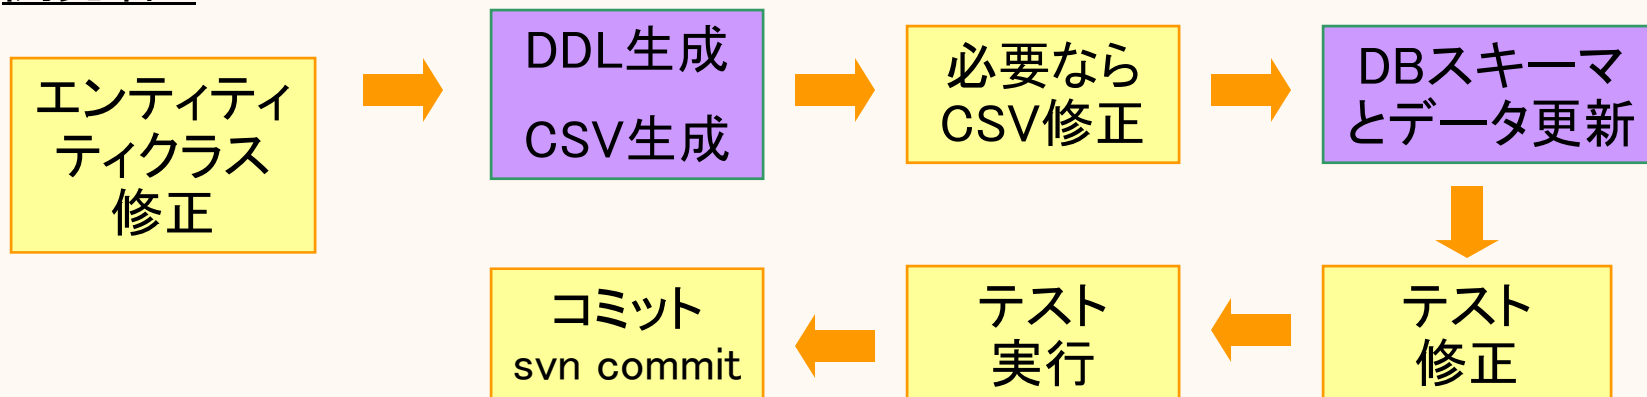 エンティティ
ティクラス
修正
DDL生成
CSV生成
必要なら
CSV修正
DBスキーマ
とデータ更新
テスト
修正
テスト
実行
コミット
svn commit